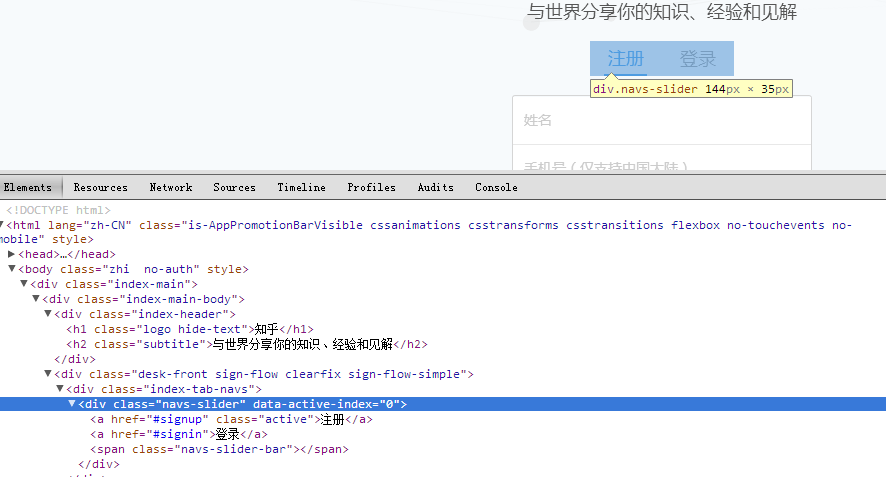 与世界分享你的知识、经验和见解
注册 登录
div.navs-slider 144px × 35px
姓名
手机号（仅支持中国大陆）
Elements Resources Network Sources Timeline Profiles Audits Console
<!DOCTYPE html>
▼<html lang="zh-CN" class="is-AppPromotionBarVisible cssanimations csstransforms csstransitions flexbox no-touchevents no-
mobile" style>
▶<head>…</head>
▼<body class="zhi  no-auth" style>
▼<div class="index-main">
▼<div class="index-main-body">
▼<div class="index-header">
<h1 class="logo hide-text">知乎</h1>
<h2 class="subtitle">与世界分享你的知识、经验和见解</h2>
</div>
▼<div class="desk-front sign-flow clearfix sign-flow-simple">
▼<div class="index-tab-navs">
▼<div class="navs-slider" data-active-index="0">
<a href="#signup" class="active">注册</a>
<a href="#signin">登录</a>
<span class="navs-slider-bar"></span>
</div>